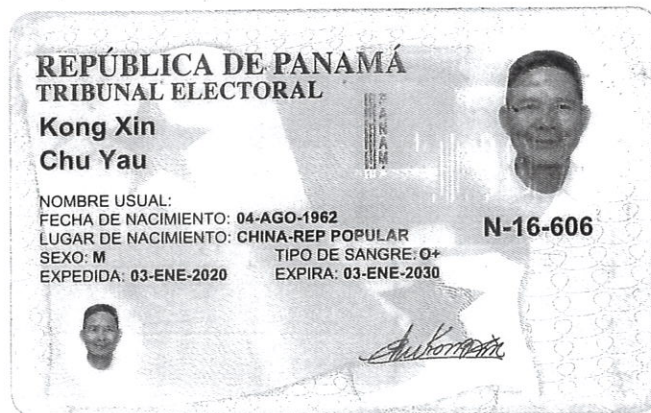 REPÚBLICA DE PANAMÁ
TRIBUNAL ELECTORAL
Kong Xin
Chu Yau
NOMBRE USUAL:
FECHA DE NACIMIENTO: 04-AGO-1962
LUGAR DE NACIMIENTO: CHINA-REP POPULAR
SEXO: M TIPO DE SANGRE: O+
EXPEDIDA: 03-ENE-2020 EXPIRA: 03-ENE-2030
N-16-606
PANAMÁ